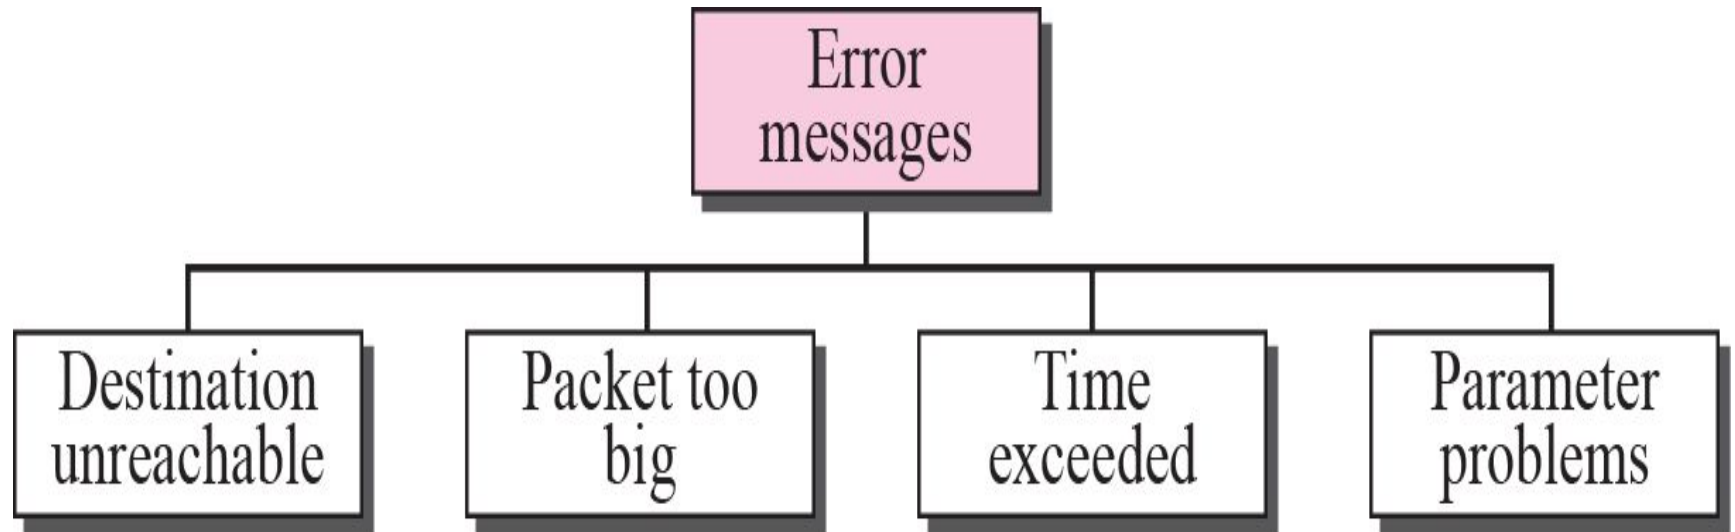 Error
messages
Destination
unreachable
Packet too
big
Time
exceeded
Parameter
problems